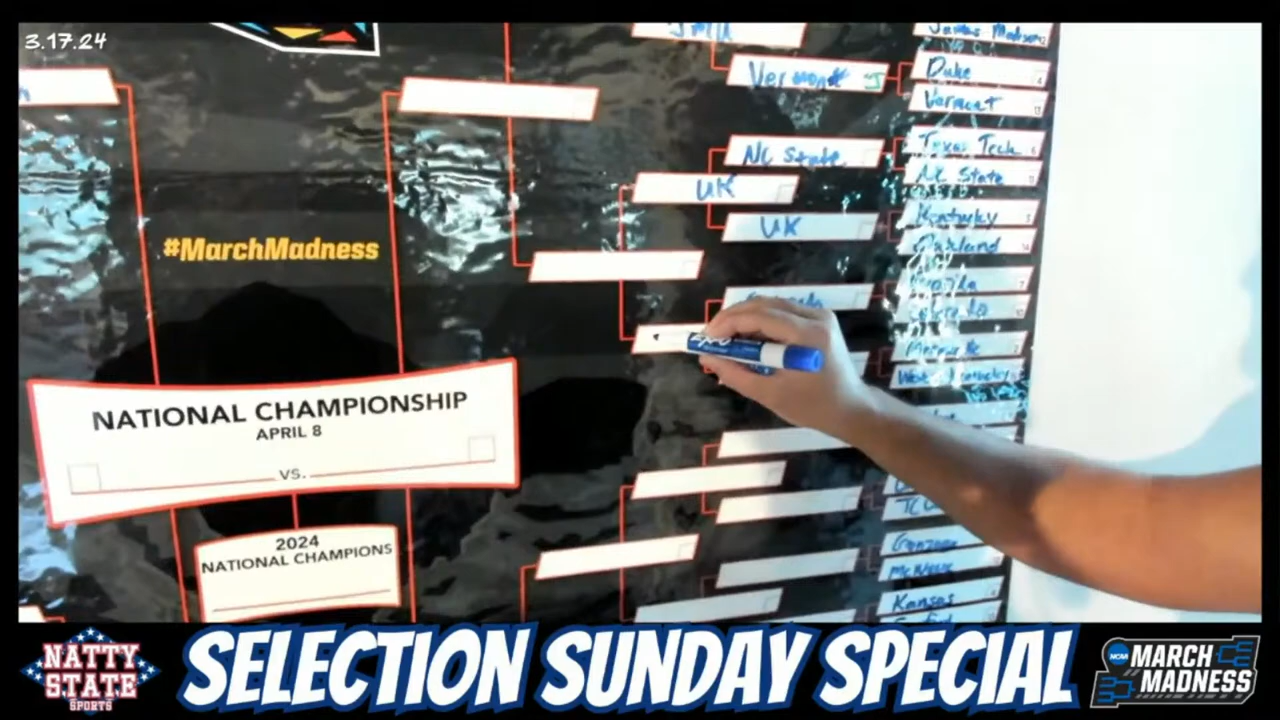 3.17.24
JMU
James Madison
Vermont
Duke
Vermont
NC State
Texas Tech
NC State
UK
Kentucky
UK
Oakland
#MarchMadness
EXPO
NATIONAL CHAMPIONSHIP
APRIL 8
VS.
Gonzaga
McNeese
Kansas
2024
NATIONAL CHAMPIONS
NATTY
STATE
SPORTS
SELECTION SUNDAY SPECIAL
NCAA
MARCH
MADNESS